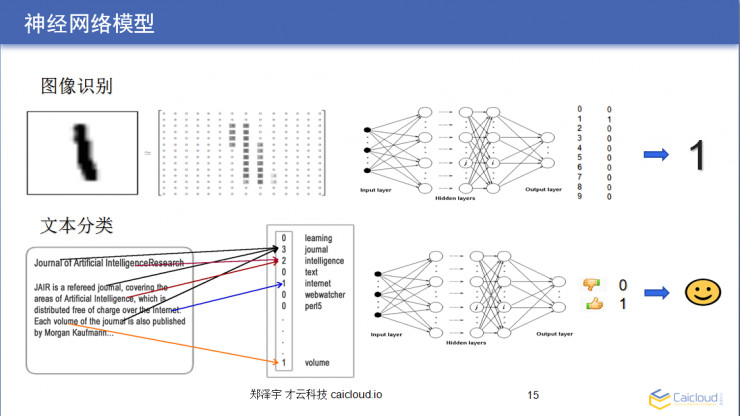 神经网络模型
图像识别
≈
Input layer
Hidden layers
Output layer
0 0
1 1
2 0
3 0
4 0
5 0
6 0
7 0
8 0
9 0
1
文本分类
Journal of Artificial IntelligenceResearch
JAIR is a refereed journal, covering the
areas of Artificial Intelligence, which is
distributed free of charge over the Internet.
Each volume of the journal is also published
by Morgan Kaufmann...
0 learning
3 journal
2 intelligence
0 text
1 internet
0 webwatcher
0 perl5
1 volume
Input layer
Hidden layers
Output layer
0
1
郑泽宇 才云科技 caicloud.io
15
Caicloud